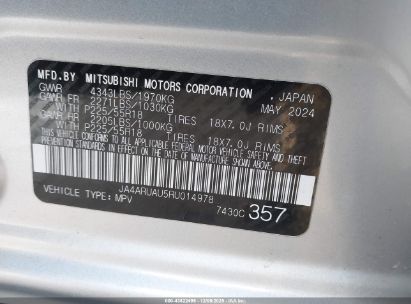 MFD.BY MITSUBISHI MOTORS CORPORATION, JAPAN
GVWR 4343LBS/1970KG MAY 2024
GAWR FR 2271LBS/1030KG
WITH P225/55R18 TIRES 18X7.0J RIMS
GAWR RR 2205LBS/1000KG
WITH P225/55R18 TIRES 18X7.0J RIMS
THIS VEHICLE CONFORMS TO ALL APPLICABLE FEDERAL MOTOR VEHICLE
SAFETY STANDARDS IN EFFECT ON THE DATE OF
MANUFACTURE SHOWN ABOVE.
JA4ARUAU5RU014978
VEHICLE TYPE: MPV 7430C 357